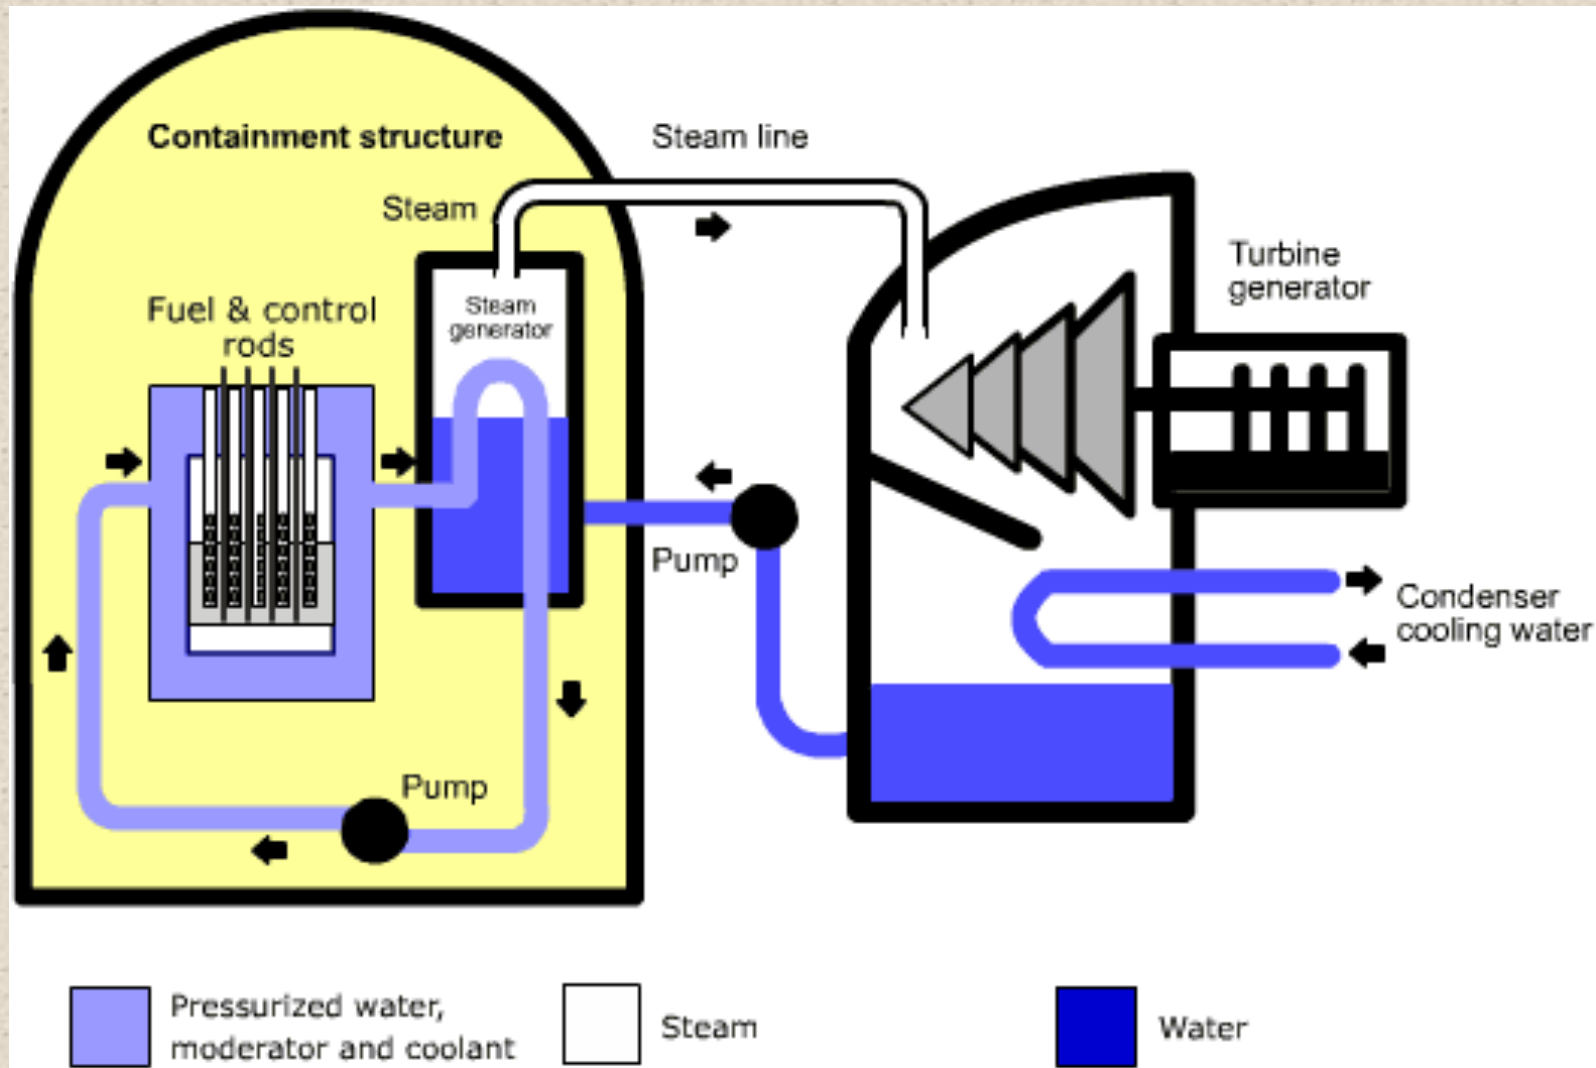 Containment structure
Steam line
Steam
Turbine
generator
Steam
generator
Fuel & control
rods
Pump
Condenser
cooling water
Pump
Pressurized water,
moderator and coolant
Steam
Water